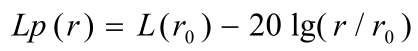 Lp(r) = L(r₀) − 20 lg(r / r₀)